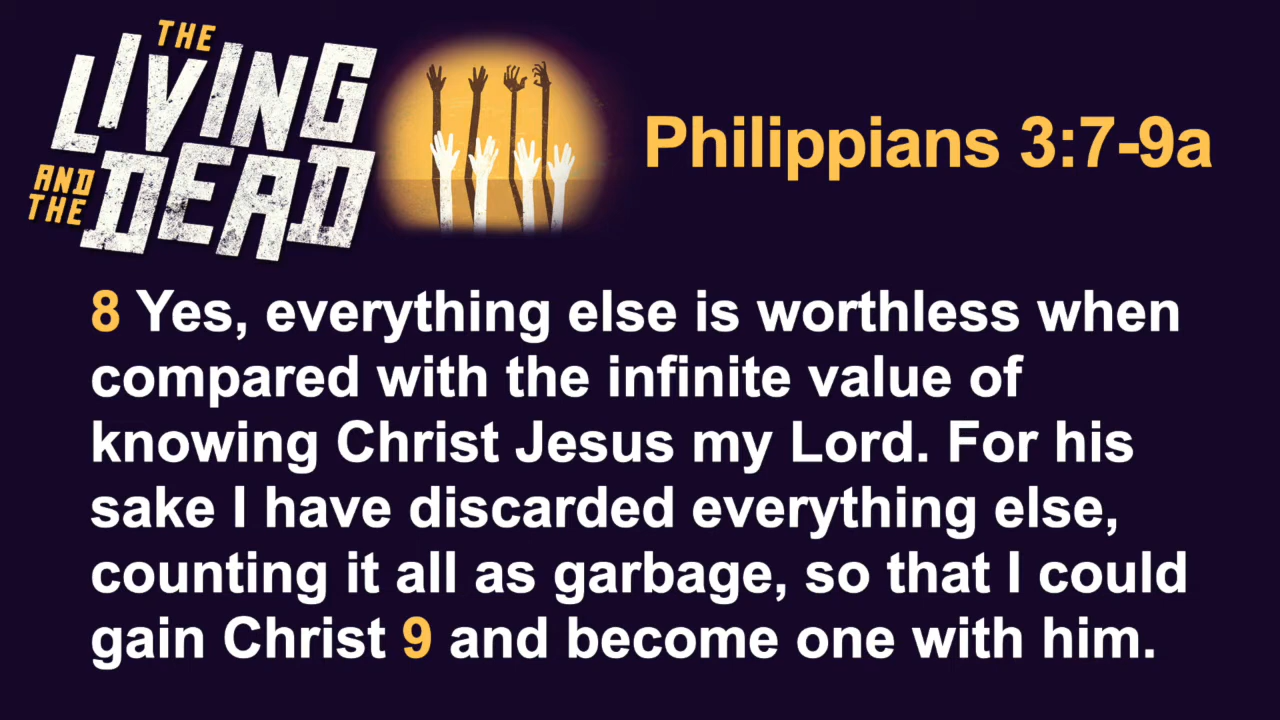 THE
LIVING
AND THE
DEAD
Philippians 3:7-9a
8 Yes, everything else is worthless when
compared with the infinite value of
knowing Christ Jesus my Lord. For his
sake I have discarded everything else,
counting it all as garbage, so that I could
gain Christ 9 and become one with him.